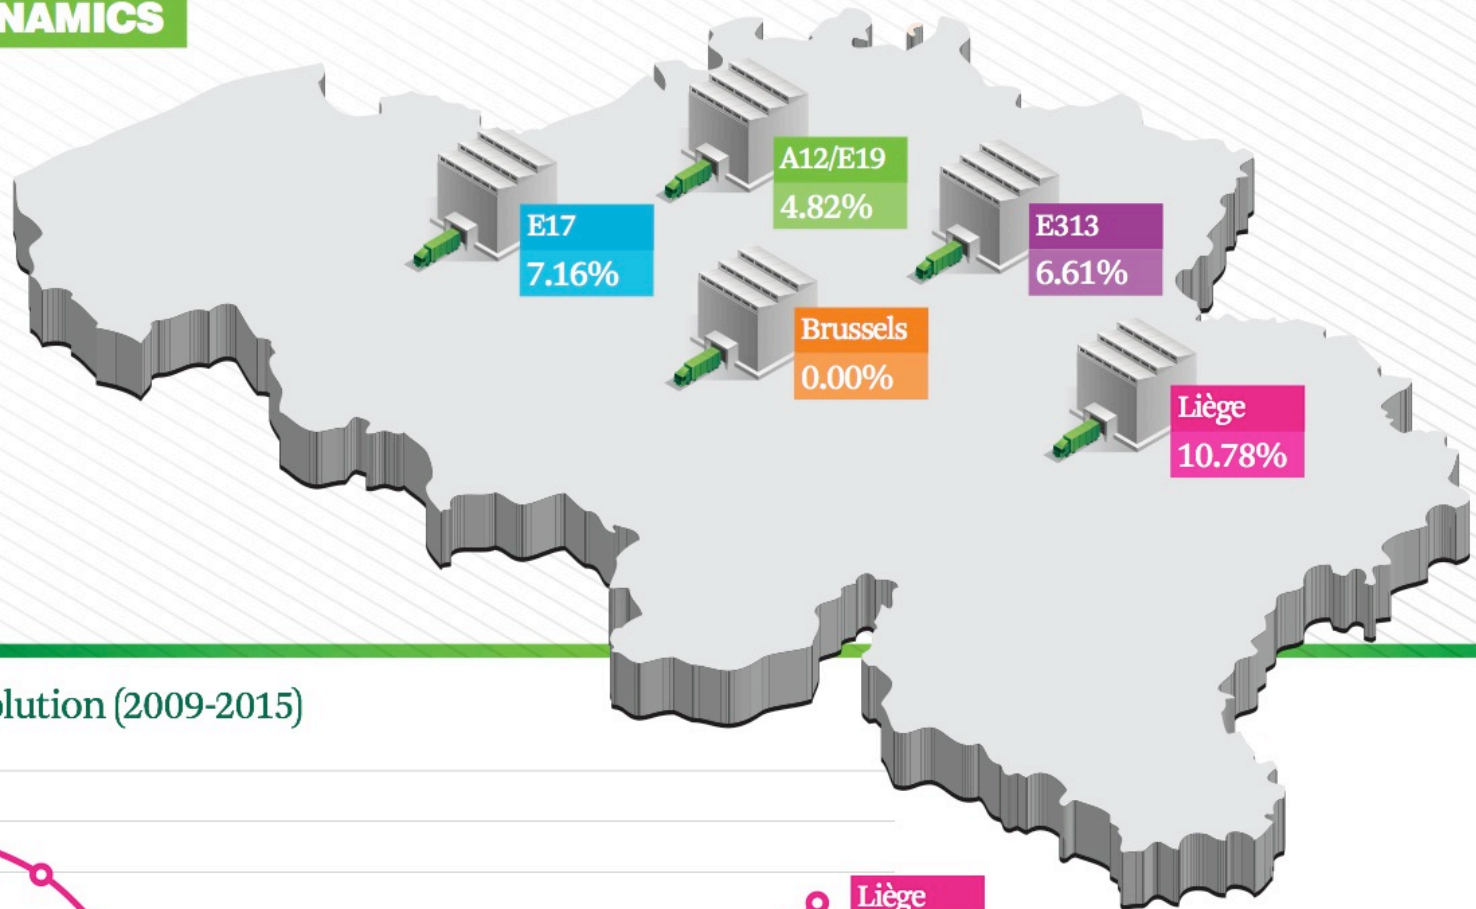 NAMICS
A12/E19
4.82%
E17
7.16%
E313
6.61%
Brussels
0.00%
Liège
10.78%
olution (2009-2015)
Liège